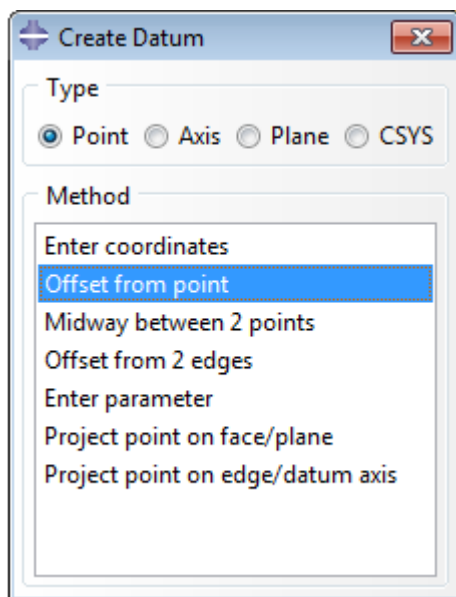 Create Datum
Type
Point Axis Plane CSYS
Method
Enter coordinates
Offset from point
Midway between 2 points
Offset from 2 edges
Enter parameter
Project point on face/plane
Project point on edge/datum axis